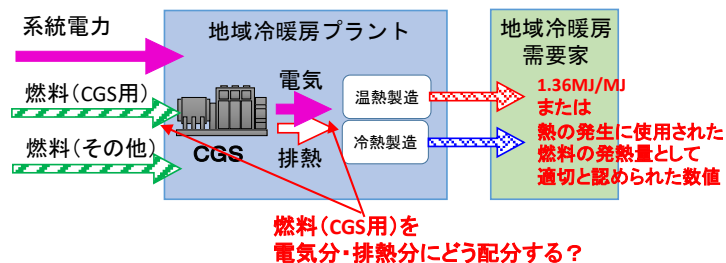 系統電力
地域冷暖房プラント
地域冷暖房
需要家
燃料（CGS用）
電気
温熱製造
1.36MJ/MJ
または
熱の発生に使用された
燃料の発熱量として
適切と認められた数値
冷熱製造
燃料（その他）
CGS
排熱
燃料（CGS用）を
電気分・排熱分にどう配分する？